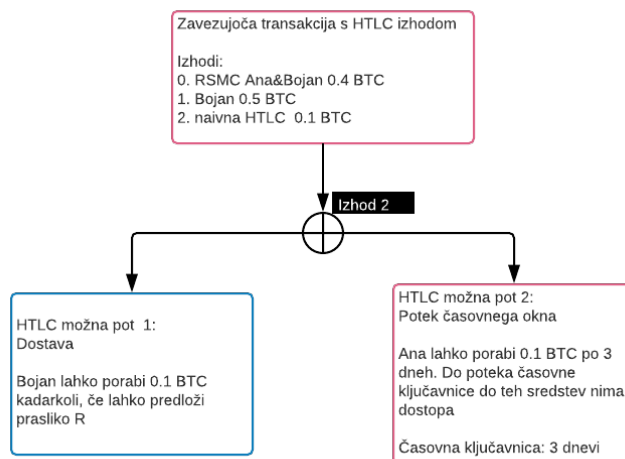 Zavezujoča transakcija s HTLC izhodom
Izhodi:
0. RSMC Ana&Bojan 0.4 BTC
1. Bojan 0.5 BTC
2. naivna HTLC  0.1 BTC
Izhod 2
HTLC možna pot  1:
Dostava
Bojan lahko porabi 0.1 BTC
kadarkoli, če lahko predloži
prasliko R
HTLC možna pot 2:
Potek časovnega okna
Ana lahko porabi 0.1 BTC po 3
dneh. Do poteka časovne
ključavnice do teh sredstev nima
dostopa
Časovna ključavnica: 3 dnevi